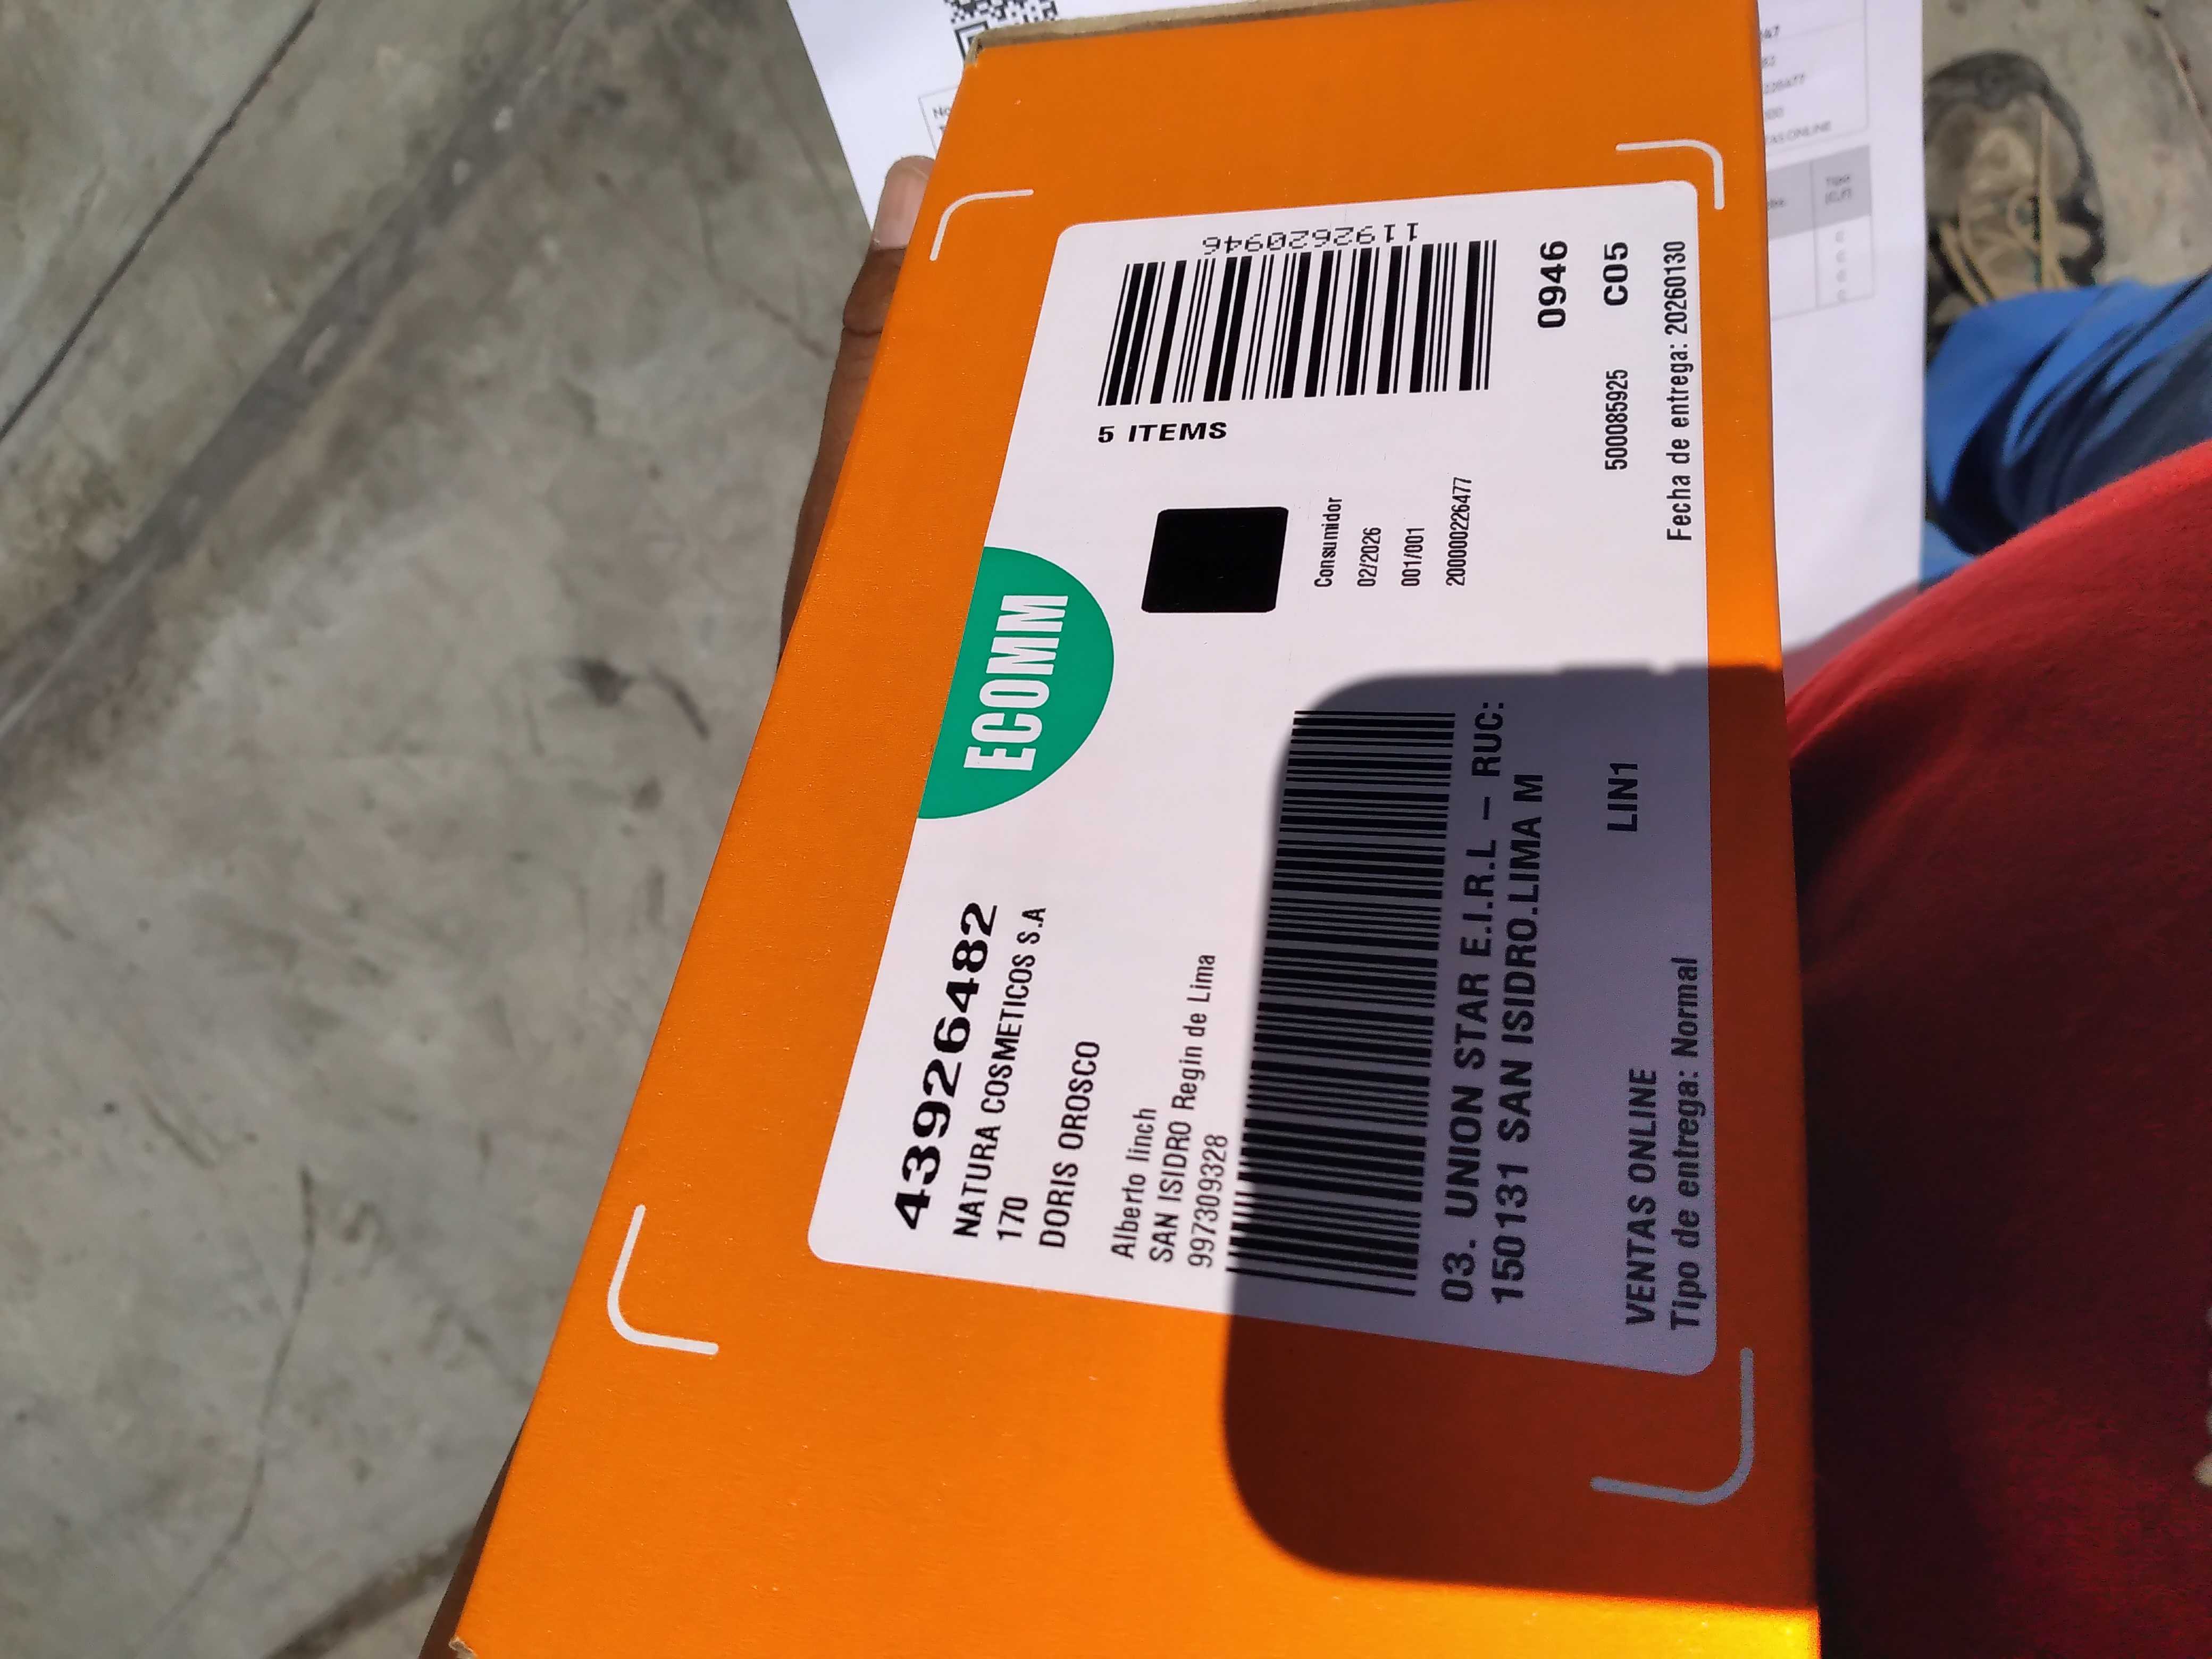 43926482
NATURA COSMETICOS S.A
170
DORIS OROSCO
Alberto linch
SAN ISIDRO Regin de Lima
997309328
ECOMM
5 ITEMS
1192620946
Consumidor
02/2026
001/001
200000226477
0946
03. UNION STAR E.I.R.L – RUC:
150131 SAN ISIDRO.LIMA M
VENTAS ONLINE
LIN1
500085925
C05
Tipo de entrega: Normal
Fecha de entrega: 20260130